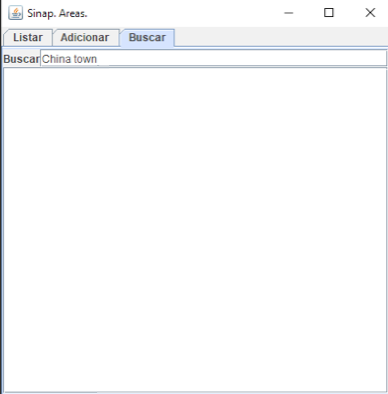 Sinap. Areas.
Listar Adicionar Buscar
Buscar China town